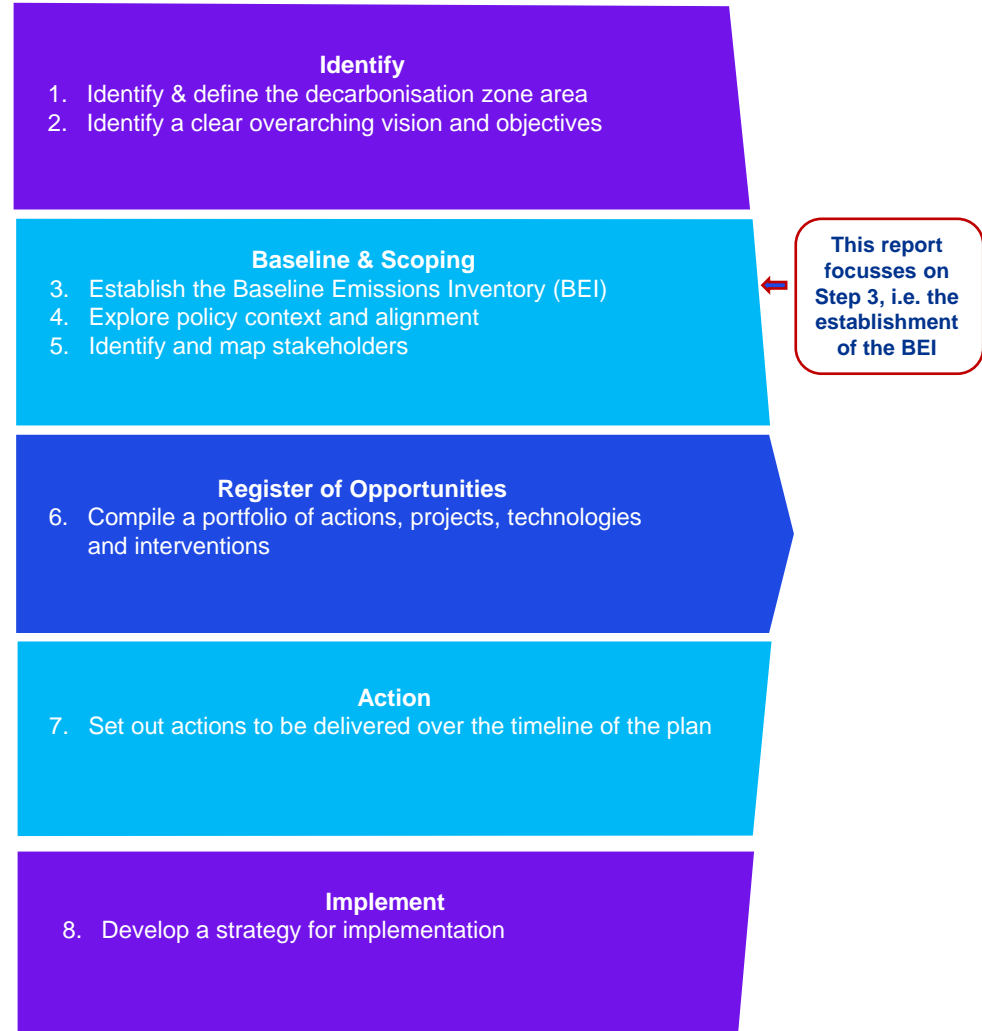 Identify
1. Identify & define the decarbonisation zone area
2. Identify a clear overarching vision and objectives
Baseline & Scoping
3. Establish the Baseline Emissions Inventory (BEI)
4. Explore policy context and alignment
5. Identify and map stakeholders
This report
focusses on
Step 3, i.e. the
establishment
of the BEI
Register of Opportunities
6. Compile a portfolio of actions, projects, technologies
and interventions
Action
7. Set out actions to be delivered over the timeline of the plan
Implement
8. Develop a strategy for implementation